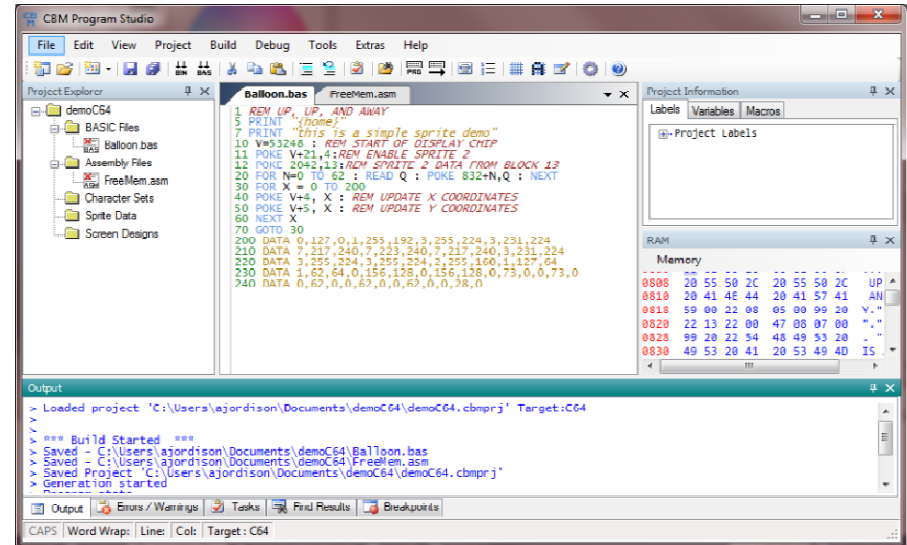 CBM Program Studio
File Edit View Project Build Debug Tools Extras Help
BIN BAS PRG
Project Explorer
demoC64
BASIC Files
Balloon.bas
Assembly Files
FreeMem.asm
Character Sets
Sprite Data
Screen Designs
Balloon.bas FreeMem.asm
1 REM UP, UP, AND AWAY
5 PRINT "{home}"
7 PRINT "this is a simple sprite demo"
10 V=53248 : REM START OF DISPLAY CHIP
11 POKE V+21,4:REM ENABLE SPRITE 2
12 POKE 2042,13:REM SPRITE 2 DATA FROM BLOCK 13
20 FOR N=0 TO 62 : READ Q : POKE 832+N,Q : NEXT
30 FOR X = 0 TO 200
40 POKE V+4, X : REM UPDATE X COORDINATES
50 POKE V+5, X : REM UPDATE Y COORDINATES
60 NEXT X
70 GOTO 30
200 DATA 0,127,0,1,255,192,3,255,224,3,231,224
210 DATA 7,217,240,7,223,240,7,217,240,3,231,224
220 DATA 3,255,224,3,255,224,2,255,160,1,127,64
230 DATA 1,62,64,0,156,128,0,156,128,0,73,0,0,73,0
240 DATA 0,62,0,0,62,0,0,62,0,0,28,0
Project Information
Labels Variables Macros
Project Labels
RAM
Memory
0808 20 55 50 2C 20 55 50 2C UP
0810 20 41 4E 44 20 41 57 41 AN
0818 59 00 22 08 05 00 99 20 Y."
0820 22 13 22 00 47 08 07 00 "."
0828 99 20 22 54 48 49 53 20 . "
0830 49 53 20 41 20 53 49 4D IS
Output
> Loaded project 'C:\Users\ajordison\Documents\demoC64\demoC64.cbmprj' Target:C64
>
>
> *** Build Started ***
> Saved - C:\Users\ajordison\Documents\demoC64\Balloon.bas
> Saved - C:\Users\ajordison\Documents\demoC64\FreeMem.asm
> Saved Project 'C:\Users\ajordison\Documents\demoC64\demoC64.cbmprj'
> Generation started
Output Errors / Warnings Tasks Find Results Breakpoints
CAPS Word Wrap: Line: Col: Target : C64